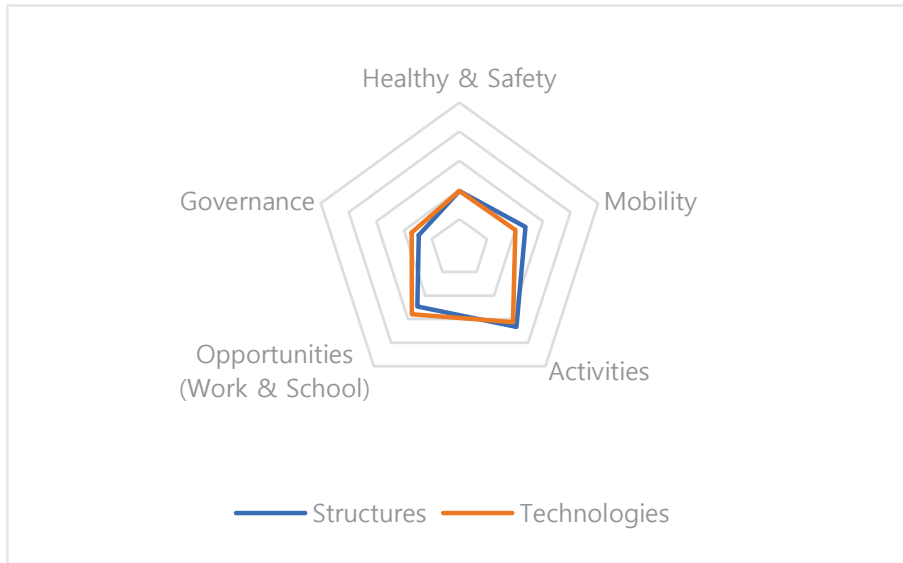 Healthy & Safety
Governance
Mobility
Opportunities
(Work & School)
Activities
Structures
Technologies